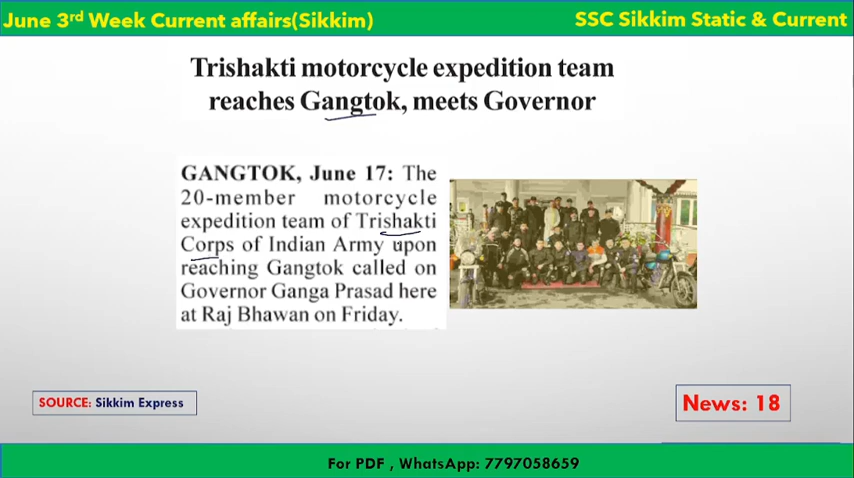 June 3rd Week Current affairs(Sikkim)
SSC Sikkim Static & Current
Trishakti motorcycle expedition team
reaches Gangtok, meets Governor
GANGTOK, June 17: The
20-member motorcycle
expedition team of Trishakti
Corps of Indian Army upon
reaching Gangtok called on
Governor Ganga Prasad here
at Raj Bhawan on Friday.
SOURCE: Sikkim Express
News: 18
For PDF , WhatsApp: 7797058659